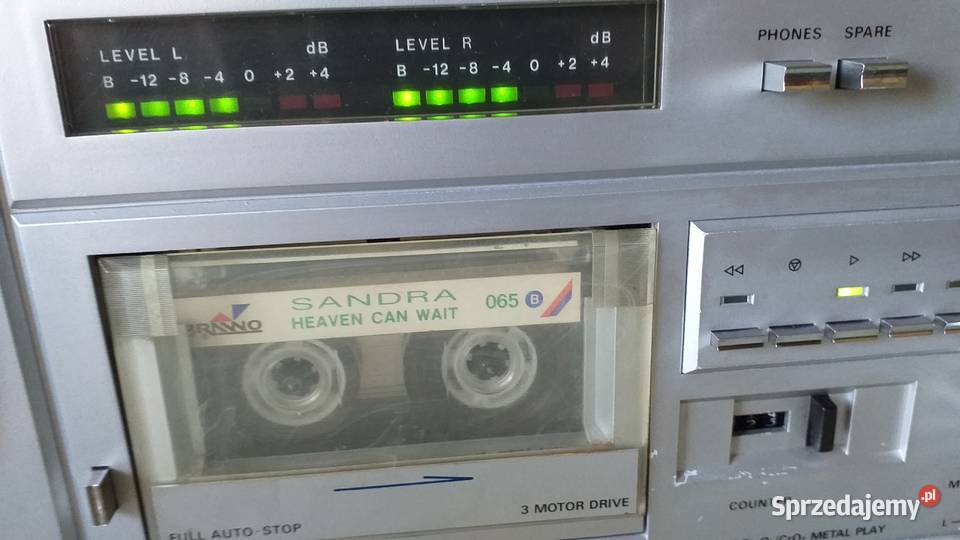 LEVEL L dB
B -12 -8 -4 0 +2 +4
LEVEL R dB
B -12 -8 -4 0 +2 +4
PHONES SPARE
BRAWO
SANDRA 065 B
HEAVEN CAN WAIT
3 MOTOR DRIVE
FULL AUTO-STOP
METAL PLAY
L
Sprzedajemy.pl